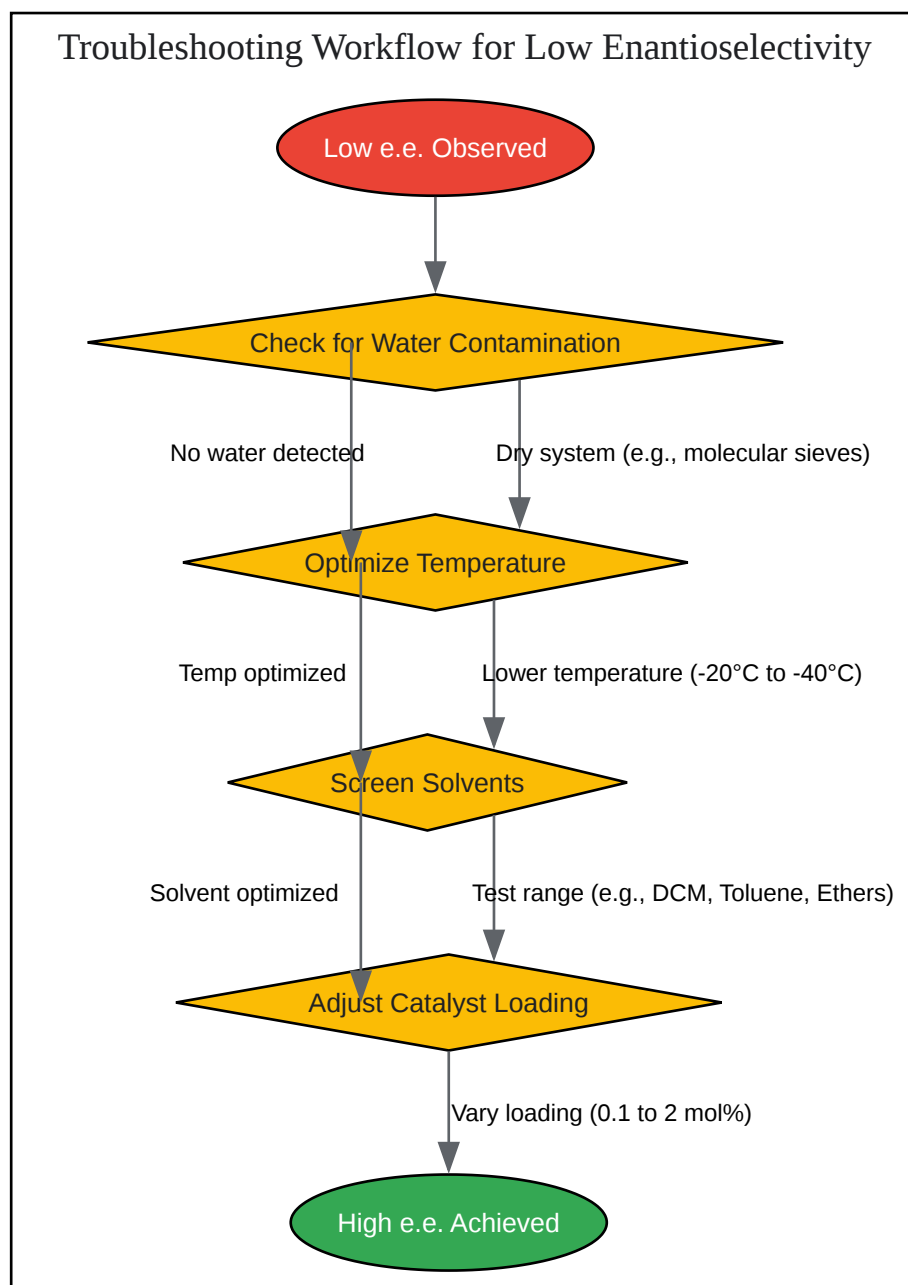 Troubleshooting Workflow for Low Enantioselectivity
Low e.e. Observed
Check for Water Contamination
No water detected
Dry system (e.g., molecular sieves)
Optimize Temperature
Temp optimized
Lower temperature (-20°C to -40°C)
Screen Solvents
Solvent optimized
Test range (e.g., DCM, Toluene, Ethers)
Adjust Catalyst Loading
Vary loading (0.1 to 2 mol%)
High e.e. Achieved